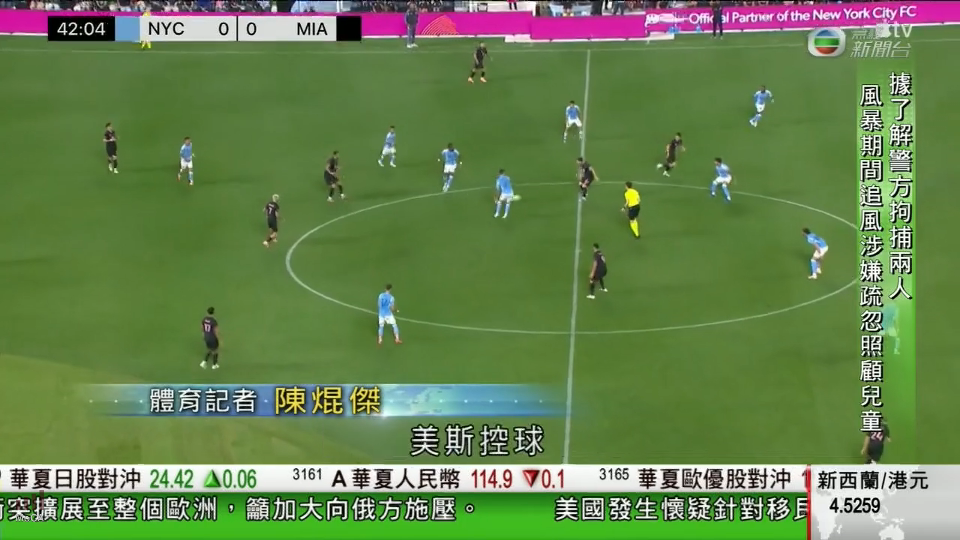 42:04 NYC 0 0 MIA
Official Partner of the New York City FC
tv
新聞台
據了解警方拘捕兩人
風暴期間追風涉嫌疏忽照顧兒童
體育記者 陳焜傑
美斯控球
華夏日股對沖 24.42 ▲0.06 3161 A華夏人民幣 114.9 ▼0.1 3165 華夏歐優股對沖
新西蘭/港元
4.5259
突擴展至整個歐洲，籲加大向俄方施壓。 美國發生懷疑針對移民